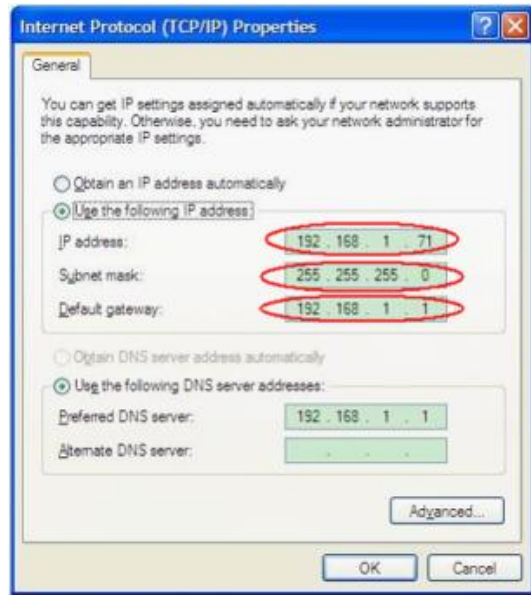 Internet Protocol (TCP/IP) Properties
General
You can get IP settings assigned automatically if your network supports
this capability. Otherwise, you need to ask your network administrator for
the appropriate IP settings.
Obtain an IP address automatically
Use the following IP address:
IP address: 192 . 168 . 1 . 71
Subnet mask: 255 . 255 . 255 . 0
Default gateway: 192 . 168 . 1 . 1
Obtain DNS server address automatically
Use the following DNS server addresses:
Preferred DNS server: 192 . 168 . 1 . 1
Alternate DNS server: . . .
Advanced...
OK Cancel